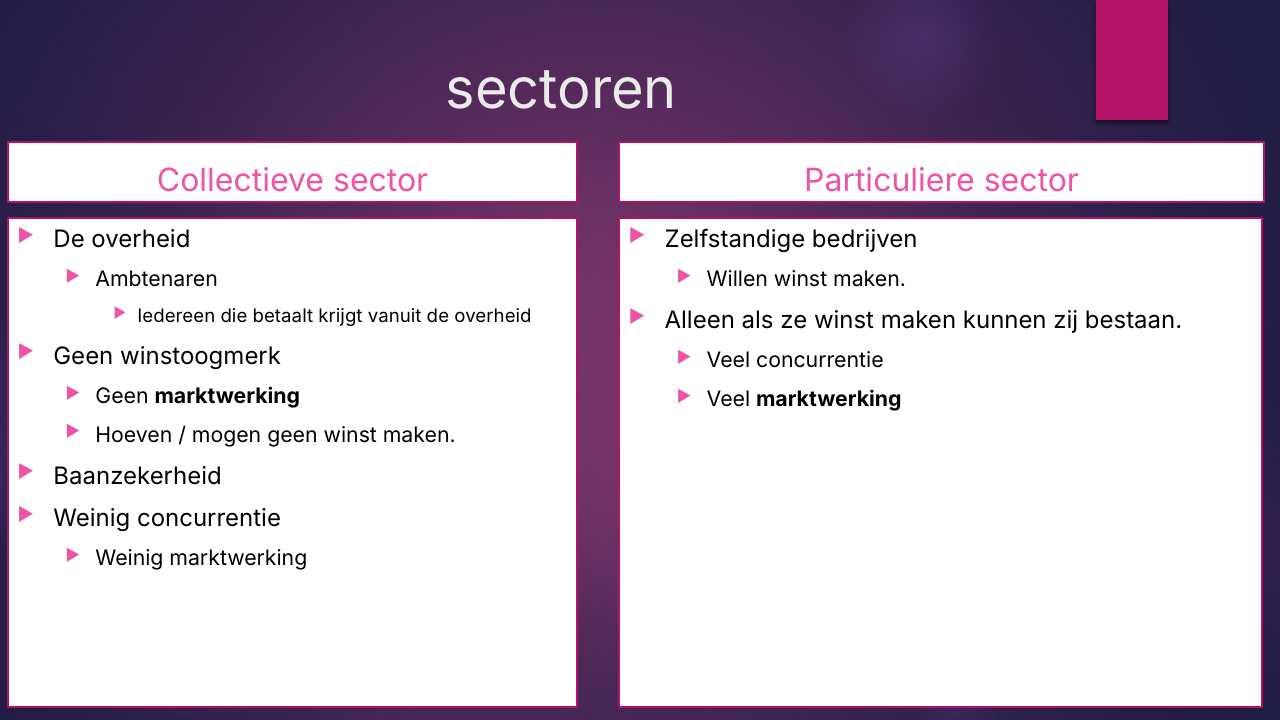 sectoren
Collectieve sector
De overheid
Ambtenaren
Iedereen die betaalt krijgt vanuit de overheid
Geen winstoogmerk
Geen marktwerking
Hoeven / mogen geen winst maken.
Baanzekerheid
Weinig concurrentie
Weinig marktwerking
Particuliere sector
Zelfstandige bedrijven
Willen winst maken.
Alleen als ze winst maken kunnen zij bestaan.
Veel concurrentie
Veel marktwerking